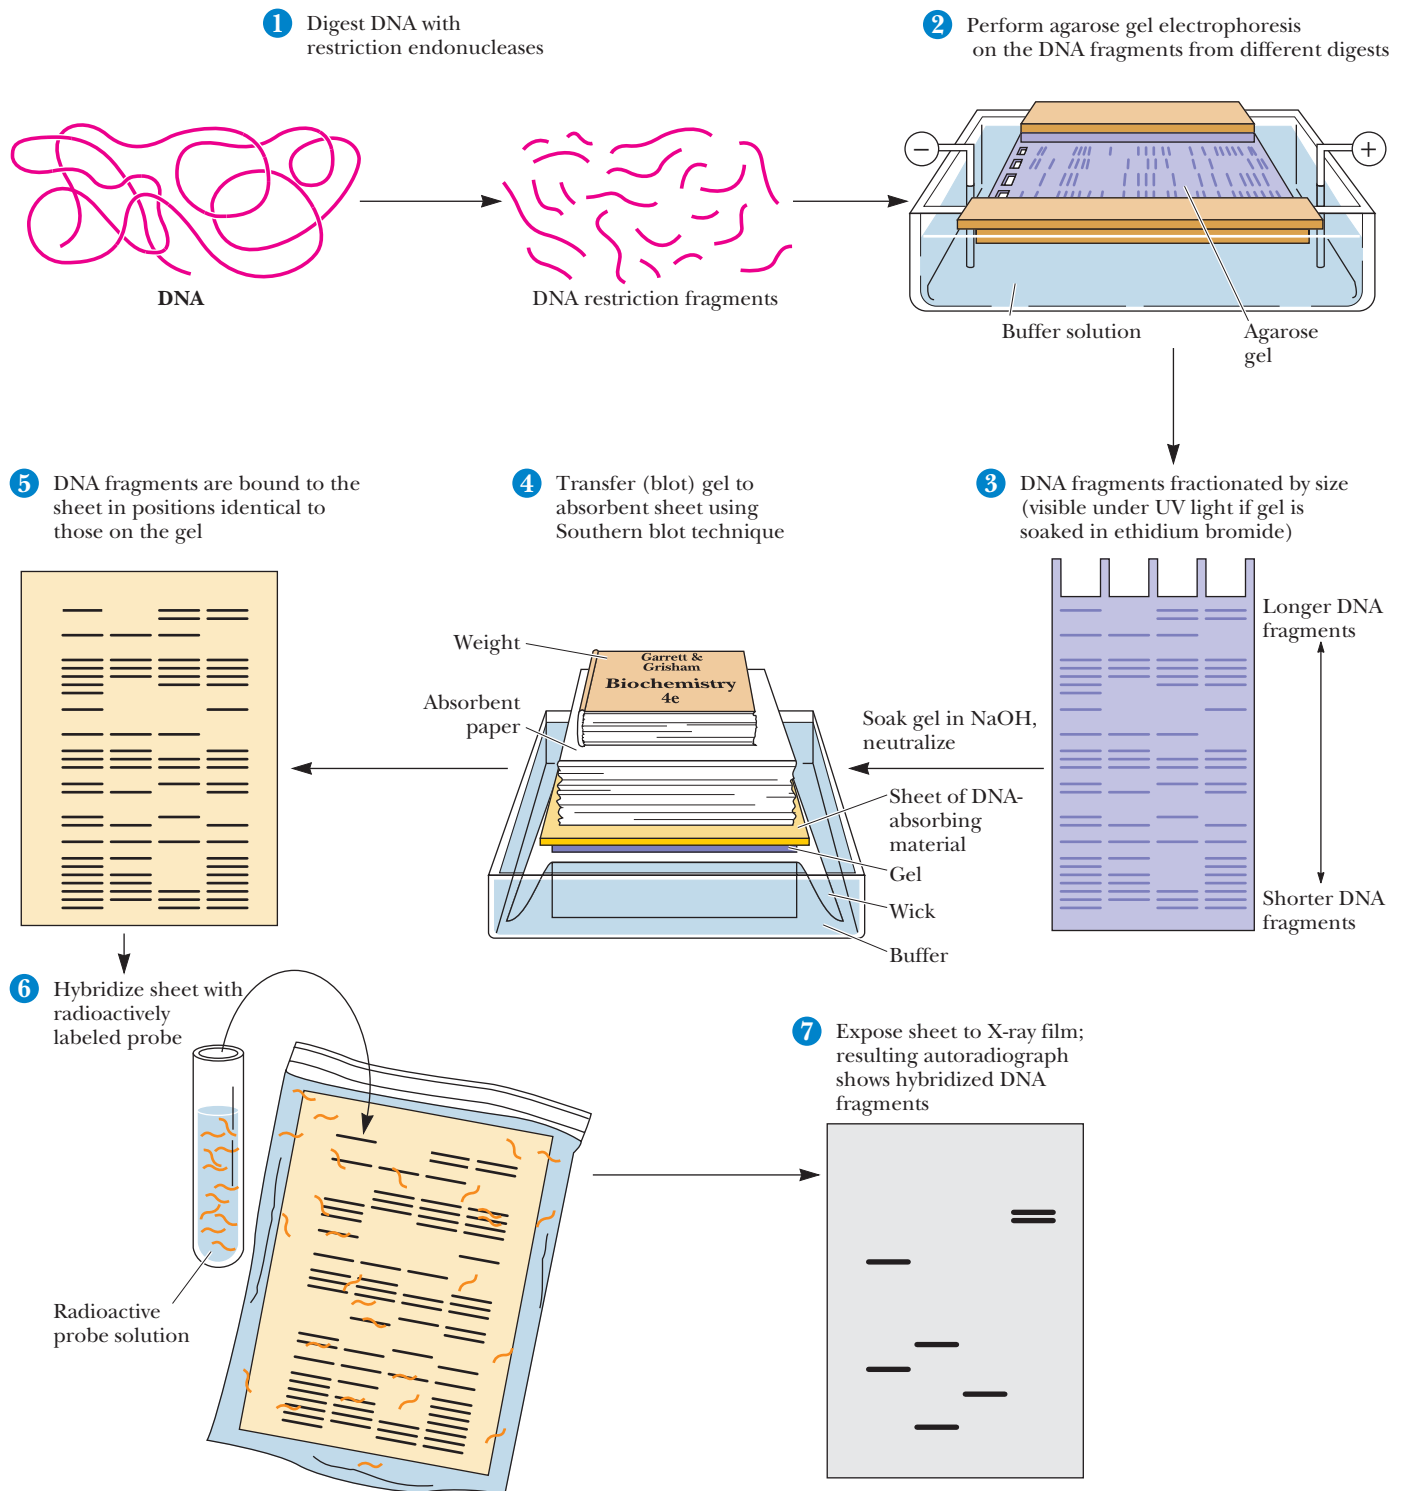 1 Digest DNA with
restriction endonucleases
2 Perform agarose gel electrophoresis
on the DNA fragments from different digests
−
+
DNA
DNA restriction fragments
Buffer solution
Agarose
gel
5 DNA fragments are bound to the
sheet in positions identical to
those on the gel
4 Transfer (blot) gel to
absorbent sheet using
Southern blot technique
3 DNA fragments fractionated by size
(visible under UV light if gel is
soaked in ethidium bromide)
Longer DNA
fragments
Shorter DNA
fragments
Weight
Garrett &
Grisham
Biochemistry
4e
Absorbent
paper
Soak gel in NaOH,
neutralize
Sheet of DNA-
absorbing
material
Gel
Wick
Buffer
6 Hybridize sheet with
radioactively
labeled probe
Radioactive
probe solution
7 Expose sheet to X-ray film;
resulting autoradiograph
shows hybridized DNA
fragments